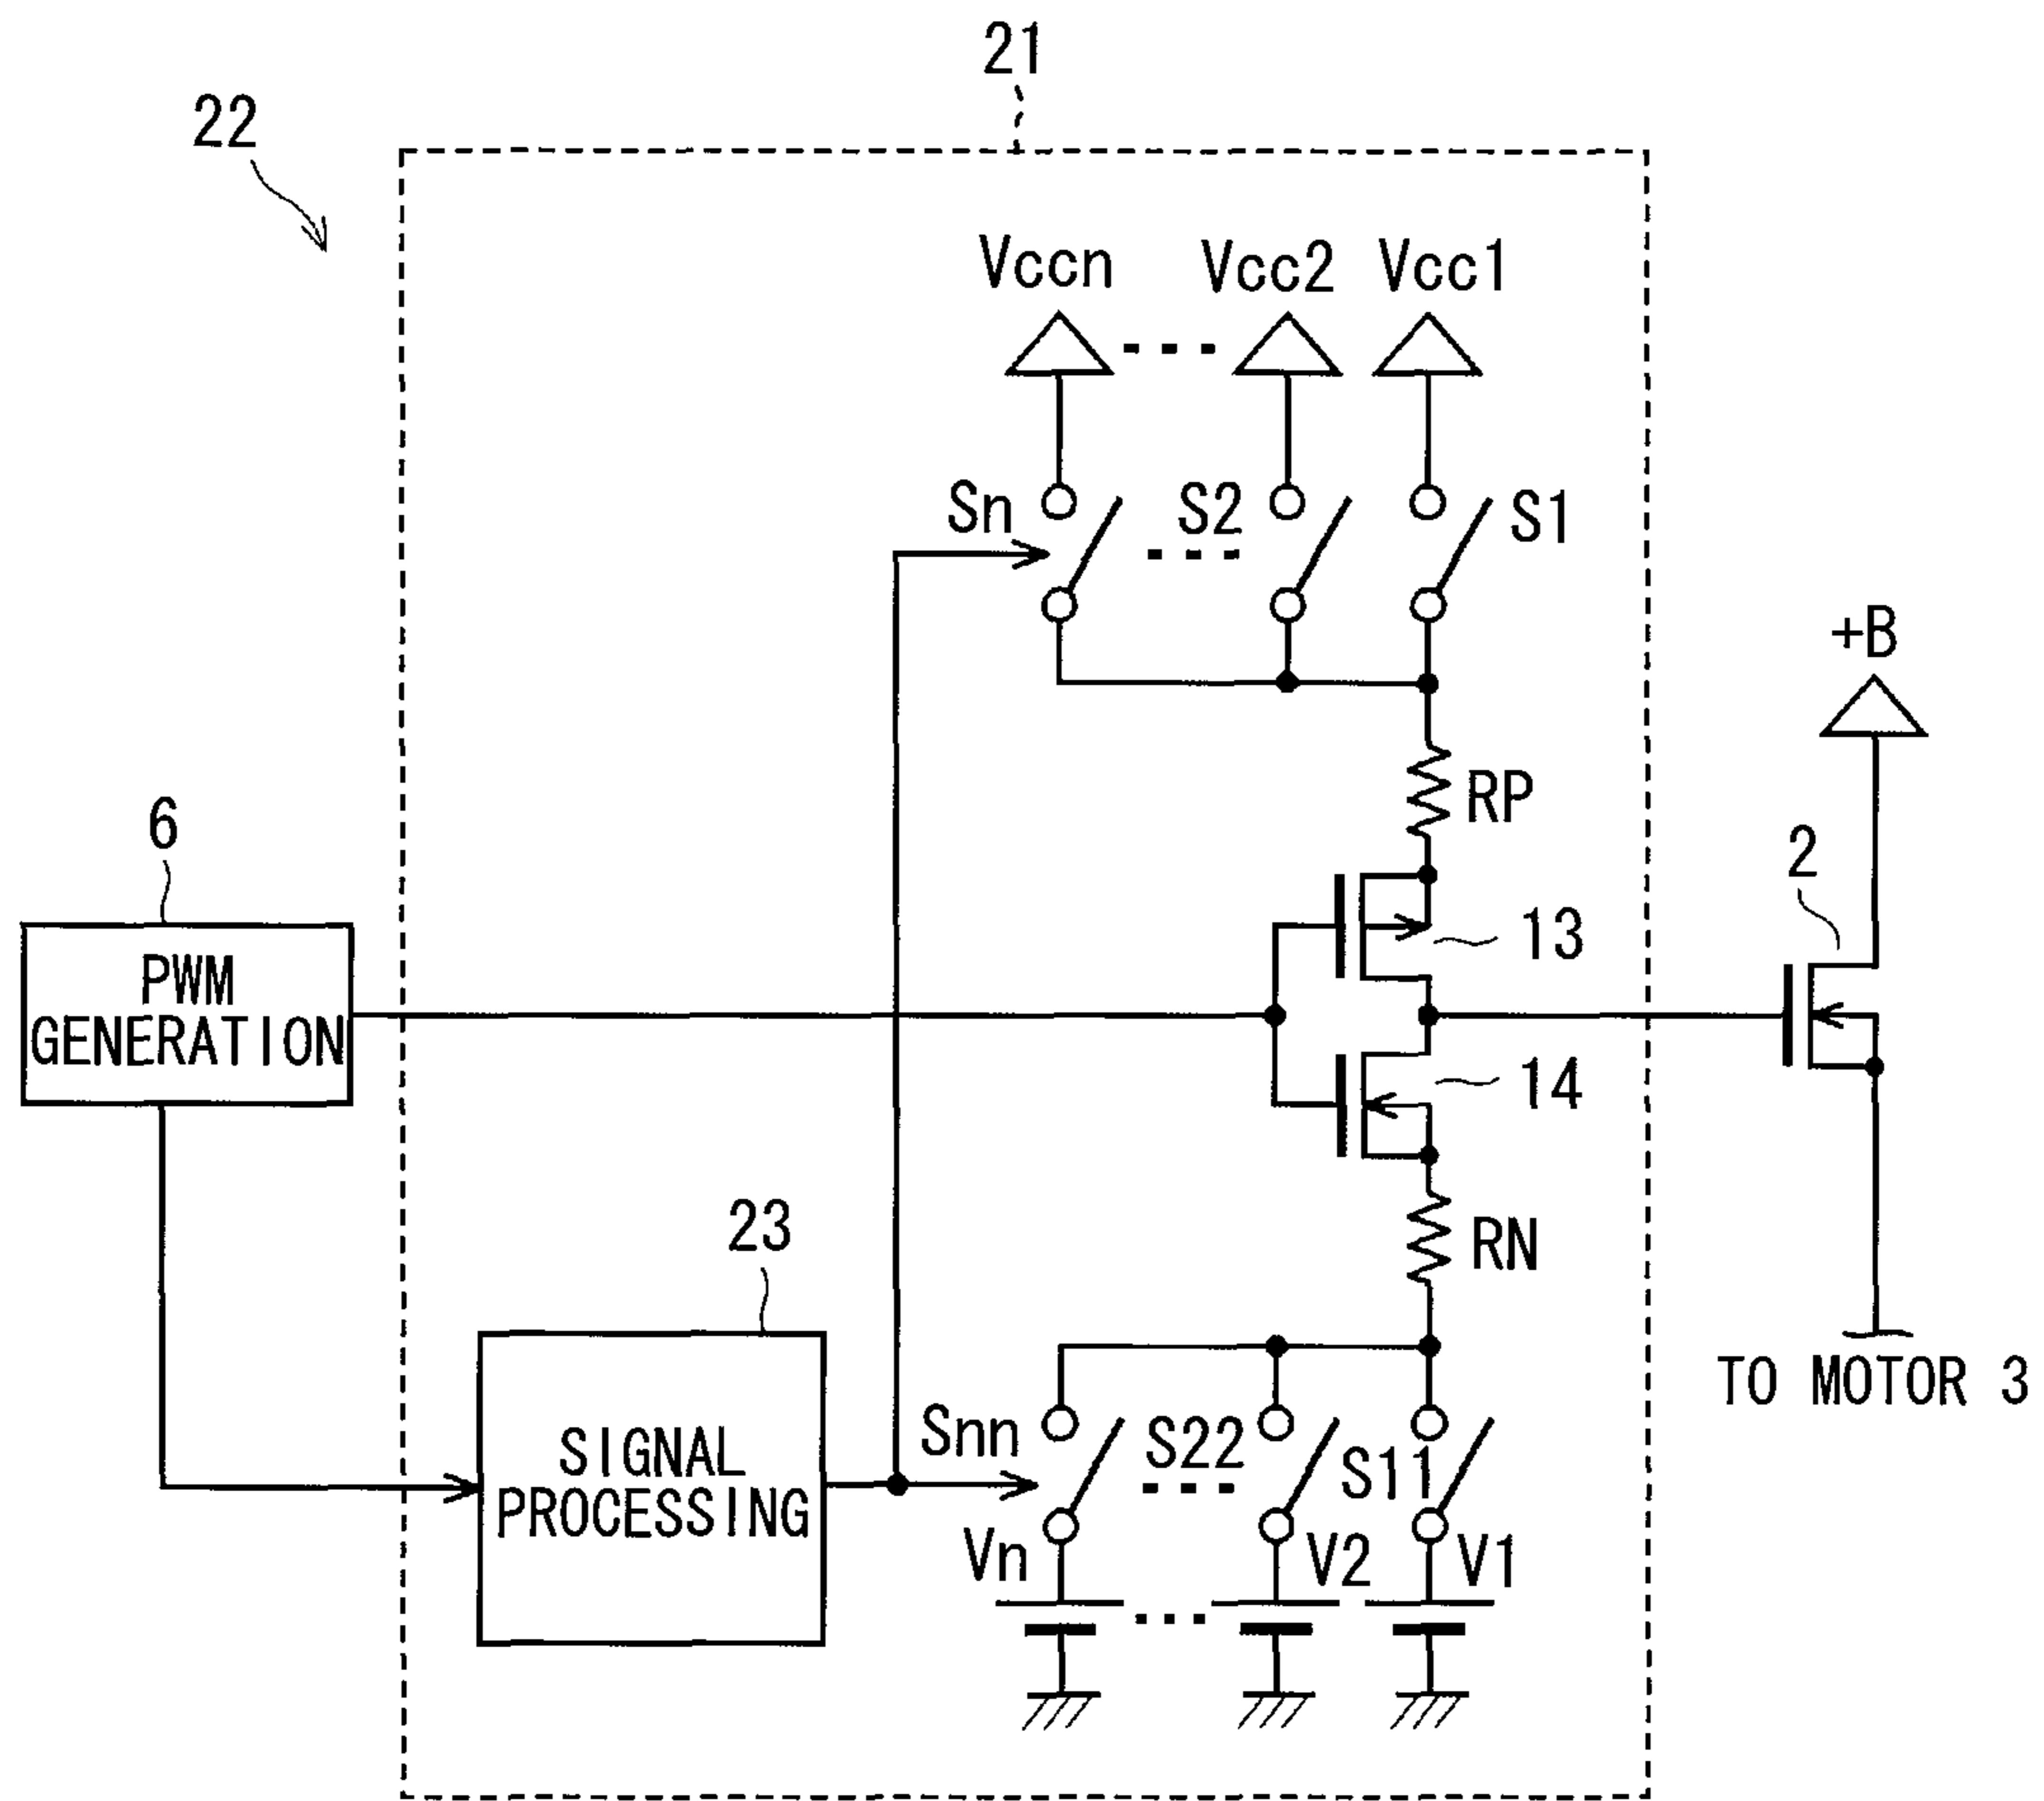 21
22
Vccn
Vcc2
Vcc1
Sn
S2
S1
+B
RP
6
2
PWM
GENERATION
13
14
23
RN
TO MOTOR 3
SIGNAL
PROCESSING
Snn
S22
S11
Vn
V2
V1